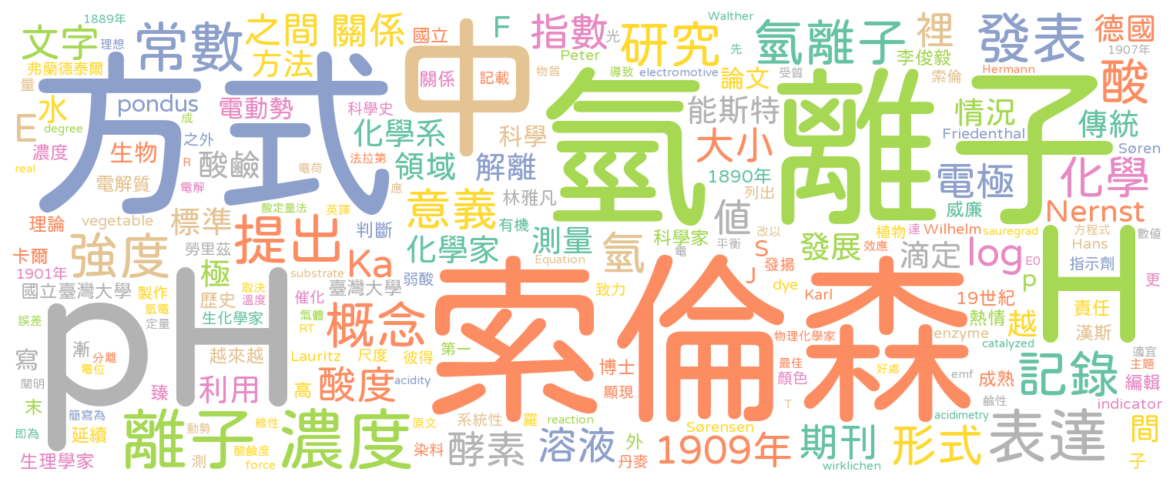 1889年
文字
理想
常數
之間
關係
國立
F
指數
光
Walther
研究
氫離子
先
裡
發表
德國
1907年
弗蘭德泰爾
方法
Peter
electromotive
導致
論文
李俊毅
索倫
Hermann
受質
物質
量
水
pondus
電動勢
關係
記載
科學史
能斯特
情況
酸
E
degree
成
之外
化學系
科學
大小
Friedenthal
傳統
Søren
濃度
生物
酸鹼
R
電荷
法拉第
領域
解離
1890年
列出
電極
化學
real
電解質
電解
應
林雅凡
威廉
方式
中
氫離子
理論
vegetable
標準
酸定量法
英譯
判斷
意義
有機
測量
科學家
值
改以
平衡
植物
達
Wilhelm
sauregrad
Nernst
方程式
數值
Hans
卡爾
強度
勞里茲
提出
Ka
化學家
氫
Equation
電
S
J
發揚
發展
效應
滴定
log
E0
指示劑
p
更
1901年
國立臺灣大學
極
substrate
弱酸
臺灣大學
致力
dye
Karl
19世紀
越
責任
製作
氫電
取決
溫度
歷史
催化
氣體
RT
概念
物理化學家
enzyme
熱情
漢斯
catalyzed
誤差
定量
生化學家
pH
索倫森
H
寫
漸
分離
電位
越來越
Lauritz
尺度
彼得
第一
博士
最佳
顏色
好處
成熟
記錄
適宜
主題
闡明
臻
利用
高
酸度
acidity
顯現
T
emf
鹼性
編輯
末
簡寫為
離子
濃度
動勢
線性
原文
系統性
羅
reaction
Sørensen
acidimetry
indicator
即為
延續
測
酸鹼度
force
染料
酵素
溶液
外
丹麥
1909年
期刊
wirklichen
形式
表達
間
子
生理學家